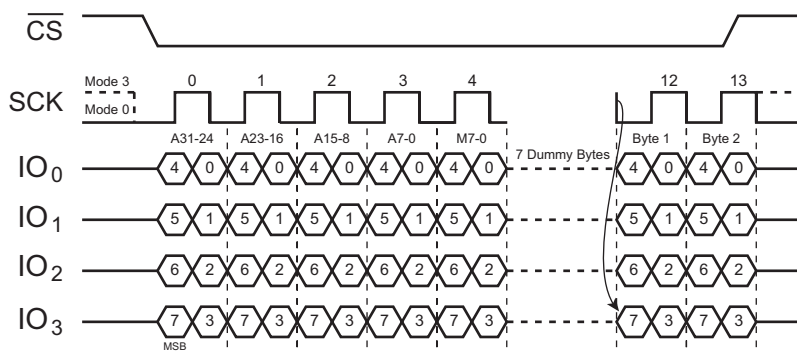 CS
Mode 3
0 1 2 3 4 12 13
SCK
Mode 0
A31-24 A23-16 A15-8 A7-0 M7-0 Byte 1 Byte 2
7 Dummy Bytes
IO0 4 0 4 0 4 0 4 0 4 0 4 0 4 0
IO1 5 1 5 1 5 1 5 1 5 1 5 1 5 1
IO2 6 2 6 2 6 2 6 2 6 2 6 2 6 2
IO3 7 3 7 3 7 3 7 3 7 3 7 3 7 3
MSB